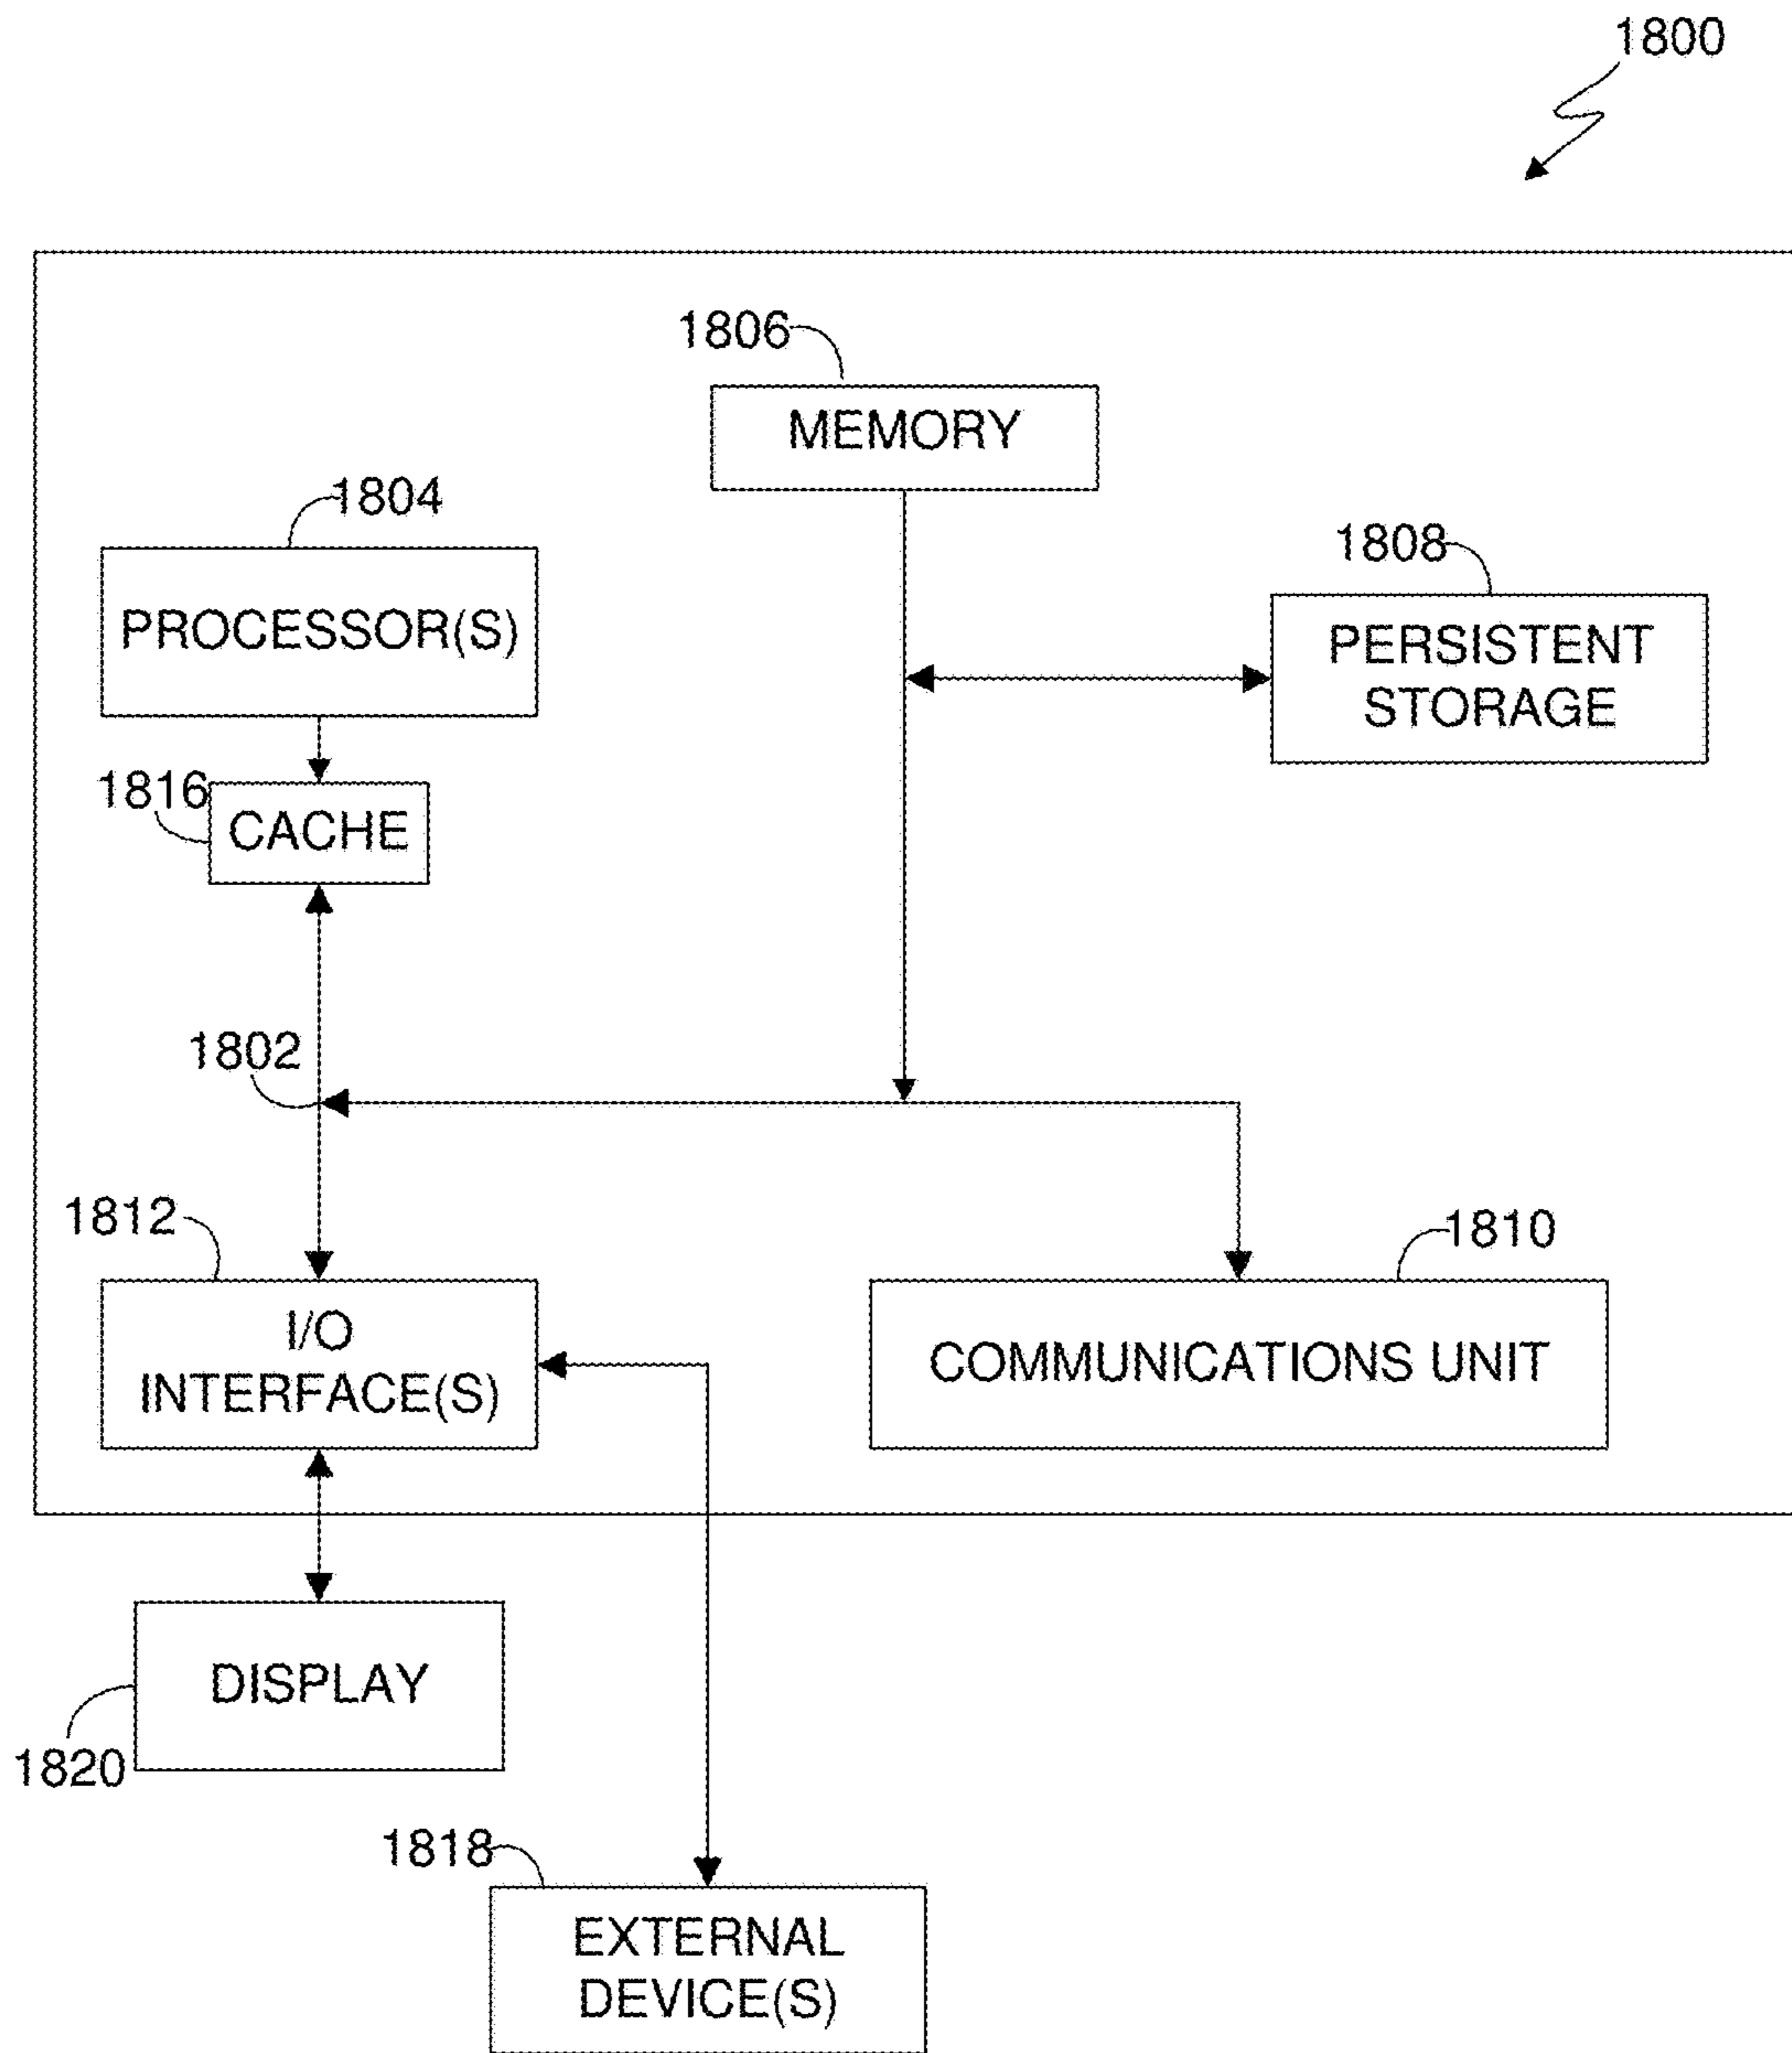 1800
1806
MEMORY
1804
PROCESSOR(S)
1808
PERSISTENT
STORAGE
1816
CACHE
1802
1812
I/O
INTERFACE(S)
1810
COMMUNICATIONS UNIT
DISPLAY
1820
1818
EXTERNAL
DEVICE(S)